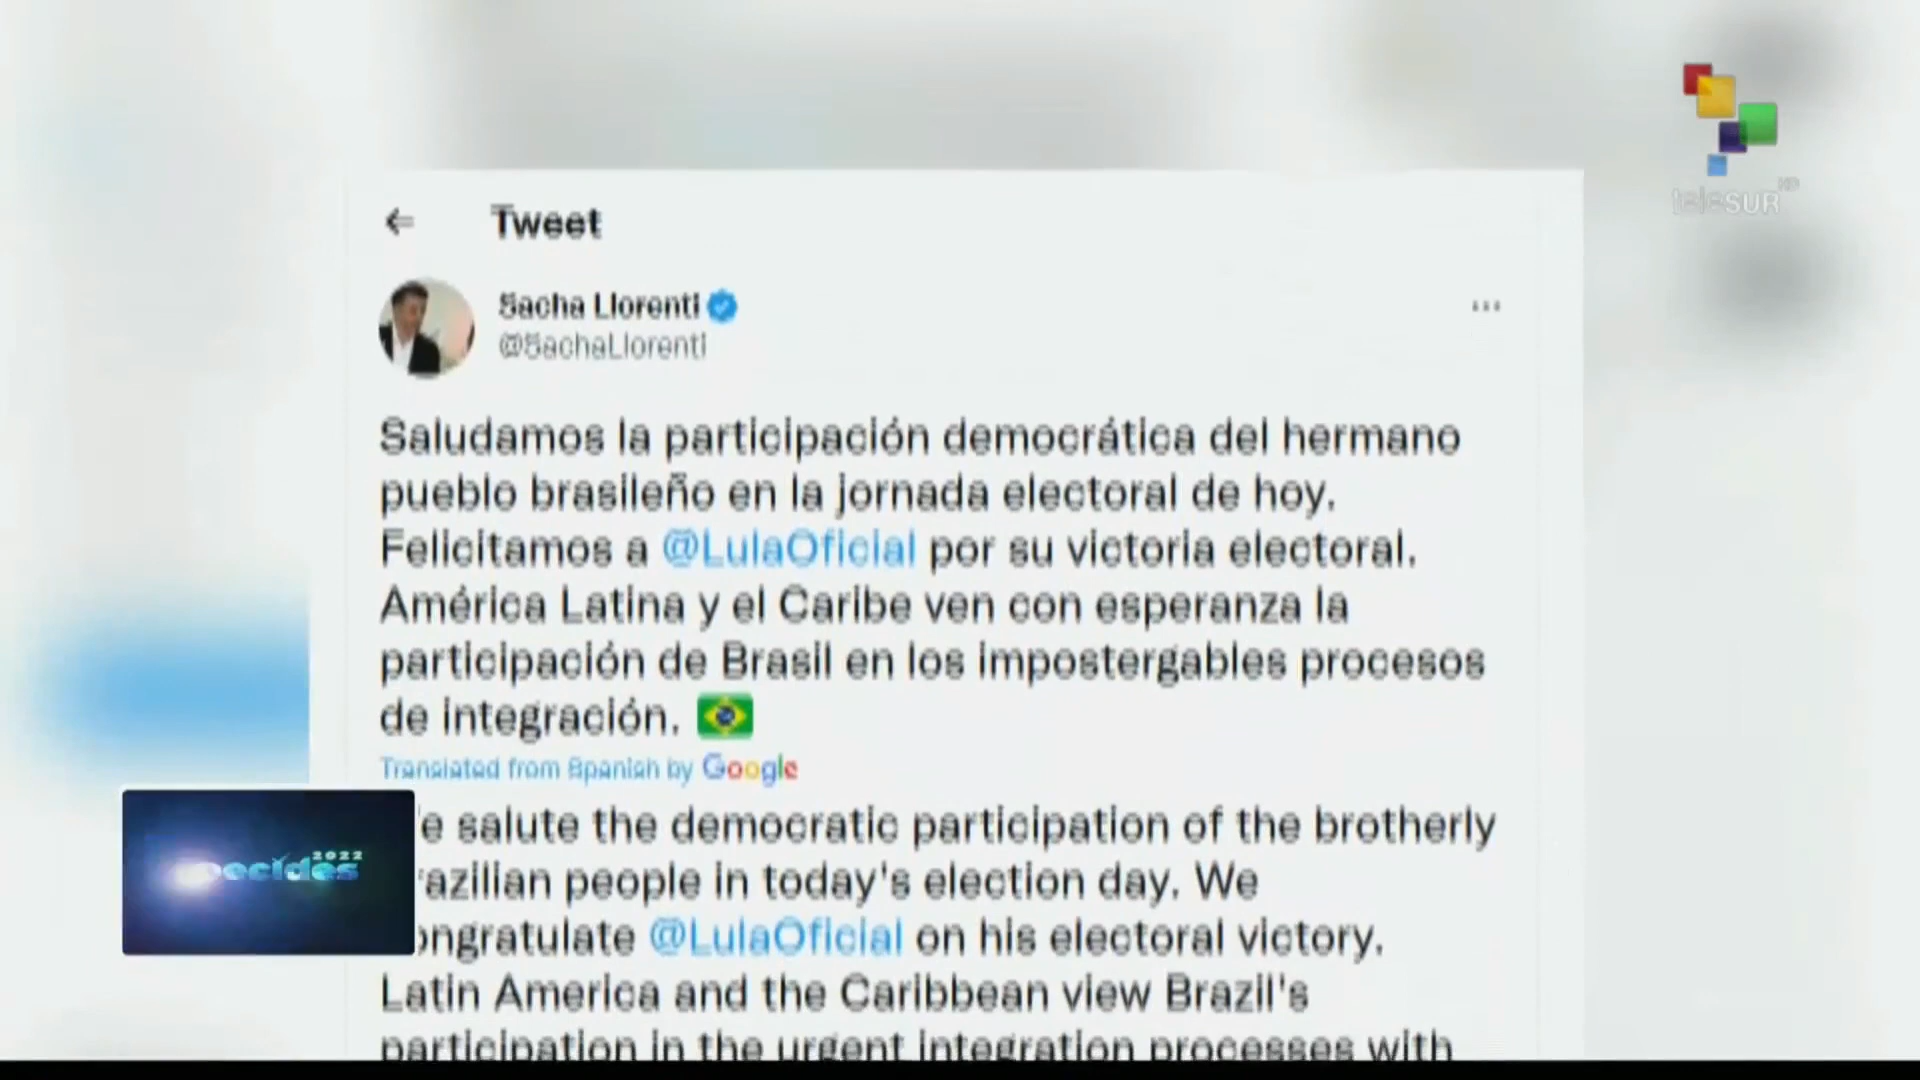 teleSUR HD
Tweet
Sacha Llorenti
@SachaLlorenti
Saludamos la participación democrática del hermano
pueblo brasileño en la jornada electoral de hoy.
Felicitamos a @LulaOficial por su victoria electoral.
América Latina y el Caribe ven con esperanza la
participación de Brasil en los impostergables procesos
de integración.
Translated from Spanish by Google
e salute the democratic participation of the brotherly
razilian people in today's election day. We
ongratulate @LulaOficial on his electoral victory.
Latin America and the Caribbean view Brazil's
participation in the urgent integration processes with
2022
Decides